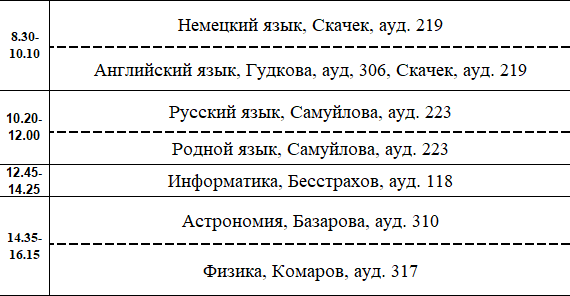 8.30-
10.10
Немецкий язык, Скачек, ауд. 219
Английский язык, Гудкова, ауд, 306, Скачек, ауд. 219
10.20-
12.00
Русский язык, Самуйлова, ауд. 223
Родной язык, Самуйлова, ауд. 223
12.45-
14.25
Информатика, Бесстрахов, ауд. 118
14.35-
16.15
Астрономия, Базарова, ауд. 310
Физика, Комаров, ауд. 317